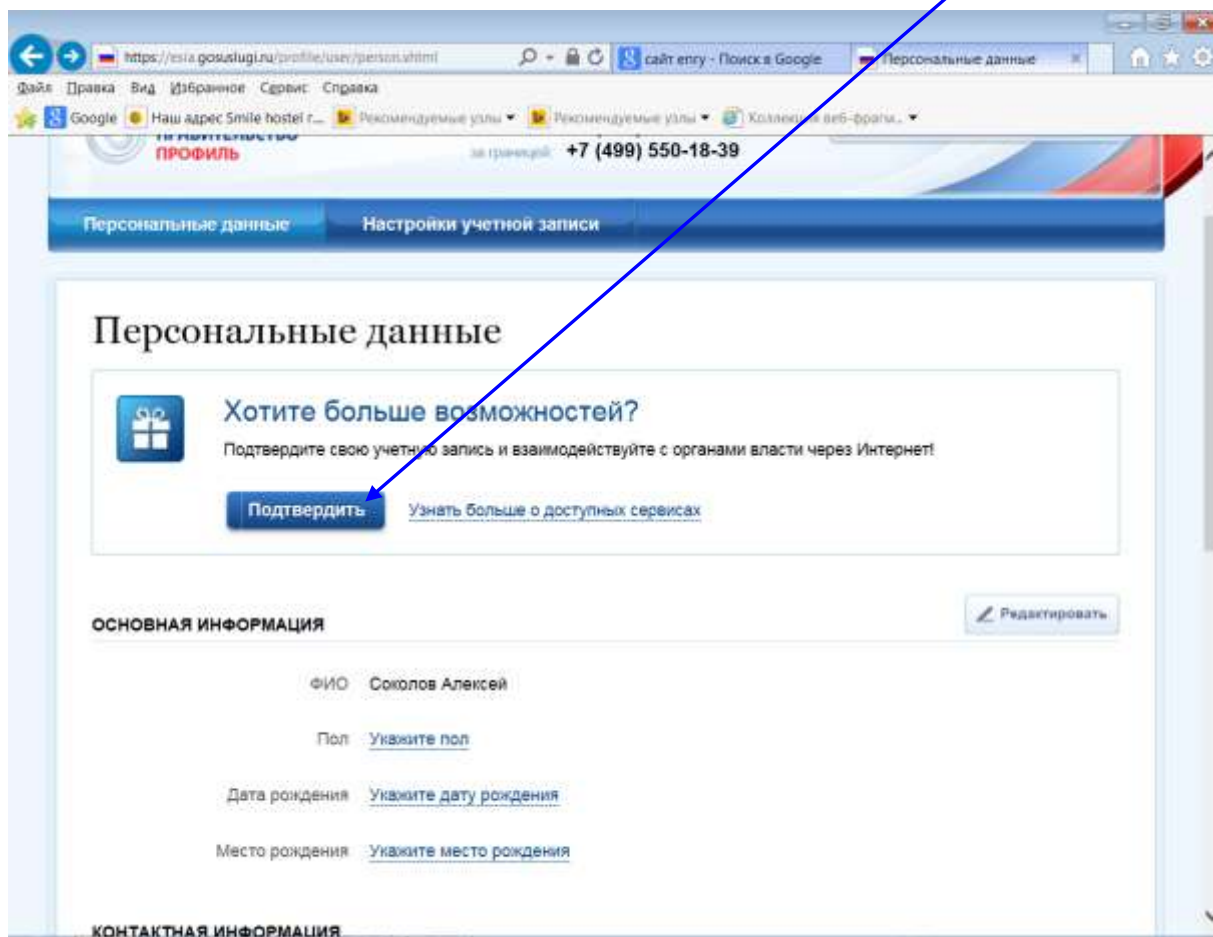 https://esia.gosuslugi.ru/profile/user/person.xhtml
сайт епгу - Поиск в Google
Персональные данные
Файл Правка Вид Избранное Сервис Справка
Google Наш адрес Smile hostel г... Рекомендуемые узлы Рекомендуемые узлы Коллекция веб-фрагм...
ПРАВИТЕЛЬСТВО
ПРОФИЛЬ
за границей: +7 (499) 550-18-39
Персональные данные Настройки учетной записи
Персональные данные
Хотите больше возможностей?
Подтвердите свою учетную запись и взаимодействуйте с органами власти через Интернет!
Подтвердить Узнать больше о доступных сервисах
ОСНОВНАЯ ИНФОРМАЦИЯ Редактировать
ФИО Соколов Алексей
Пол Укажите пол
Дата рождения Укажите дату рождения
Место рождения Укажите место рождения
КОНТАКТНАЯ ИНФОРМАЦИЯ